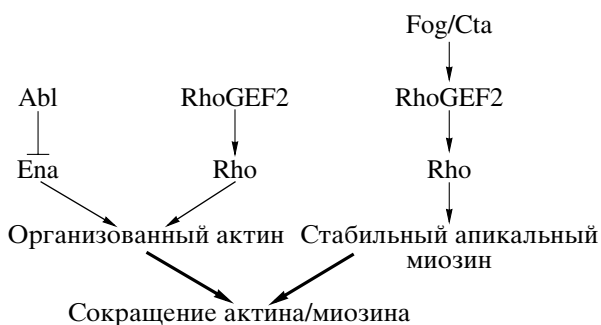 Fog/Cta
Abl
RhoGEF2
RhoGEF2
Ena
Rho
Rho
Организованный актин
Стабильный апикальный
миозин
Сокращение актина/миозина